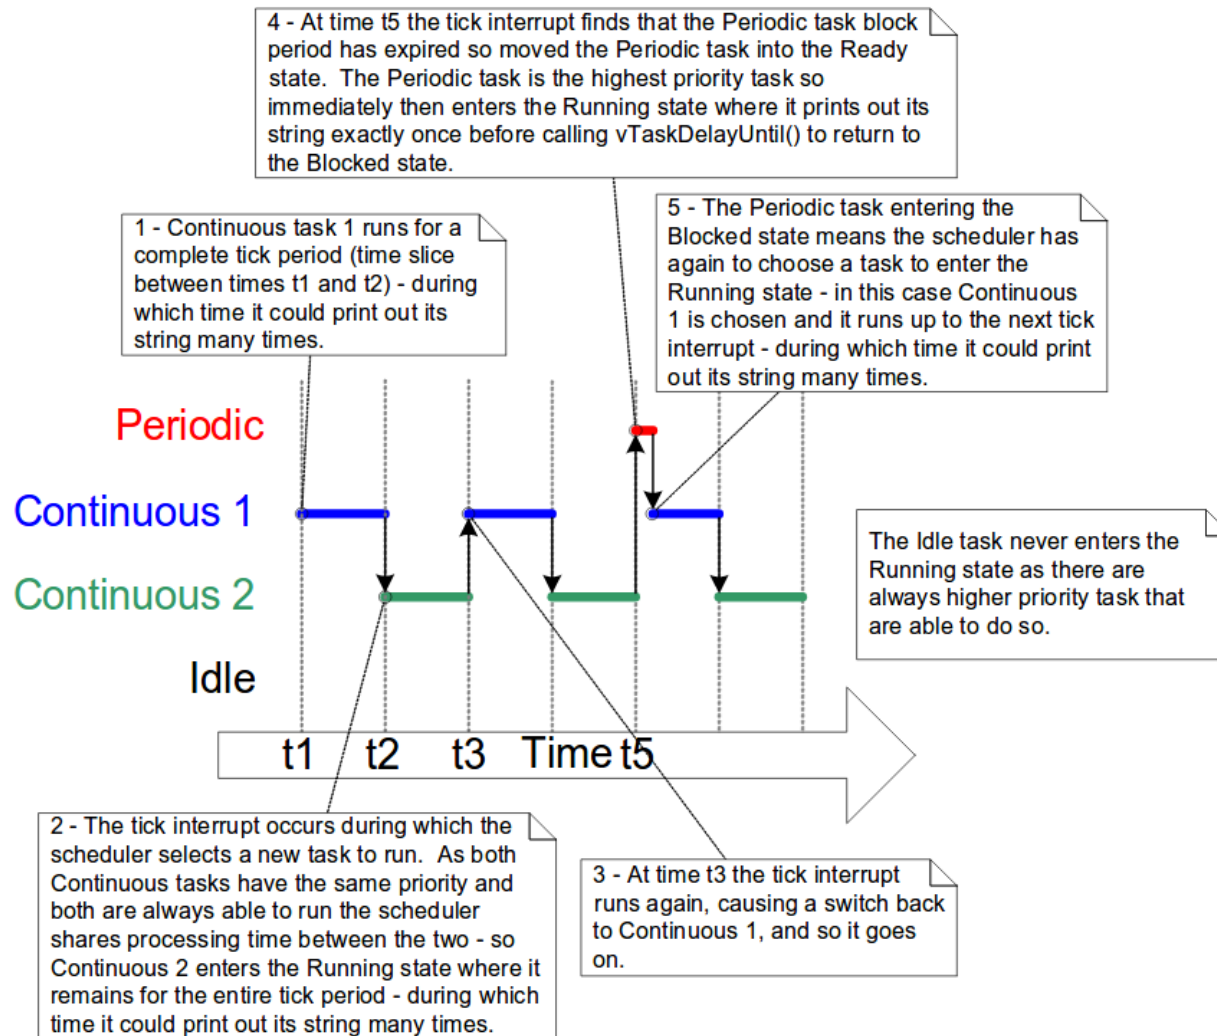 4 - At time t5 the tick interrupt finds that the Periodic task block
period has expired so moved the Periodic task into the Ready
state.  The Periodic task is the highest priority task so
immediately then enters the Running state where it prints out its
string exactly once before calling vTaskDelayUntil() to return to
the Blocked state.
1 - Continuous task 1 runs for a
complete tick period (time slice
between times t1 and t2) - during
which time it could print out its
string many times.
5 - The Periodic task entering the
Blocked state means the scheduler has
again to choose a task to enter the
Running state - in this case Continuous
1 is chosen and it runs up to the next tick
interrupt - during which time it could print
out its string many times.
Periodic
Continuous 1
Continuous 2
Idle
The Idle task never enters the
Running state as there are
always higher priority task that
are able to do so.
t1 t2 t3 Time t5
2 - The tick interrupt occurs during which the
scheduler selects a new task to run.  As both
Continuous tasks have the same priority and
both are always able to run the scheduler
shares processing time between the two - so
Continuous 2 enters the Running state where it
remains for the entire tick period - during which
time it could print out its string many times.
3 - At time t3 the tick interrupt
runs again, causing a switch back
to Continuous 1, and so it goes
on.